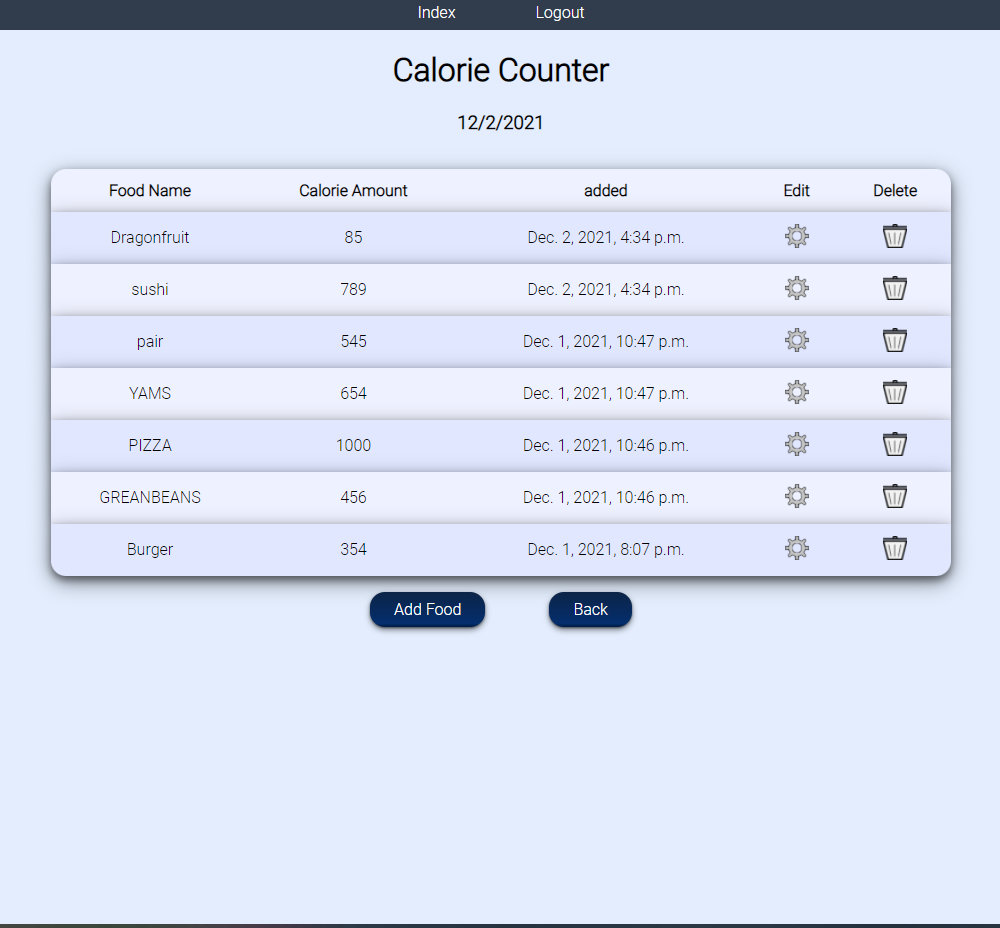 Index Logout
Calorie Counter
12/2/2021
Food Name Calorie Amount added Edit Delete
Dragonfruit 85 Dec. 2, 2021, 4:34 p.m.
sushi 789 Dec. 2, 2021, 4:34 p.m.
pair 545 Dec. 1, 2021, 10:47 p.m.
YAMS 654 Dec. 1, 2021, 10:47 p.m.
PIZZA 1000 Dec. 1, 2021, 10:46 p.m.
GREANBEANS 456 Dec. 1, 2021, 10:46 p.m.
Burger 354 Dec. 1, 2021, 8:07 p.m.
Add Food Back